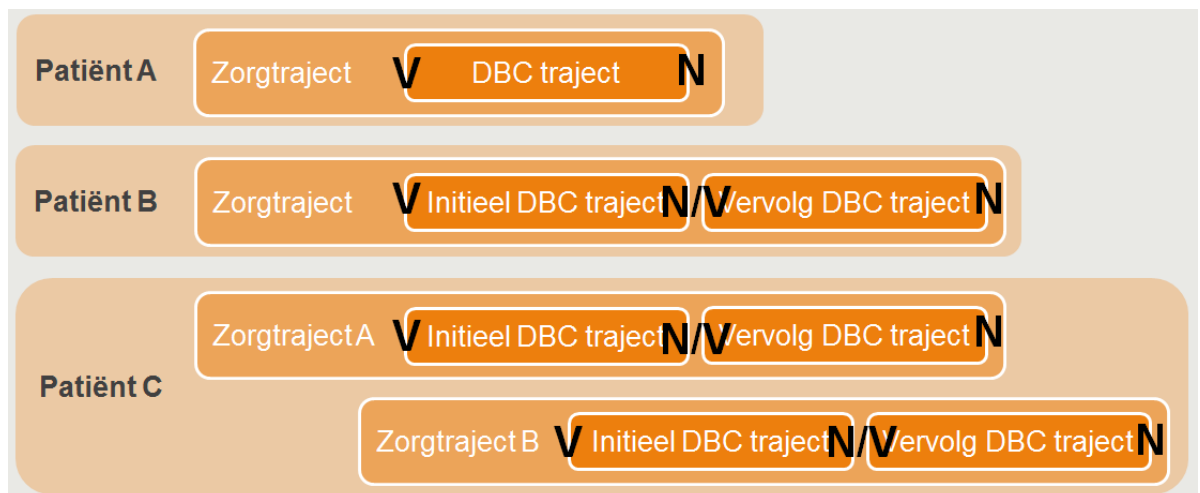 Patiënt A Zorgtraject V DBC traject N
Patiënt B Zorgtraject V Initieel DBC traject N/V Vervolg DBC traject N
Zorgtraject A V Initieel DBC traject N/V Vervolg DBC traject N
Patiënt C
Zorgtraject B V Initieel DBC traject N/V Vervolg DBC traject N